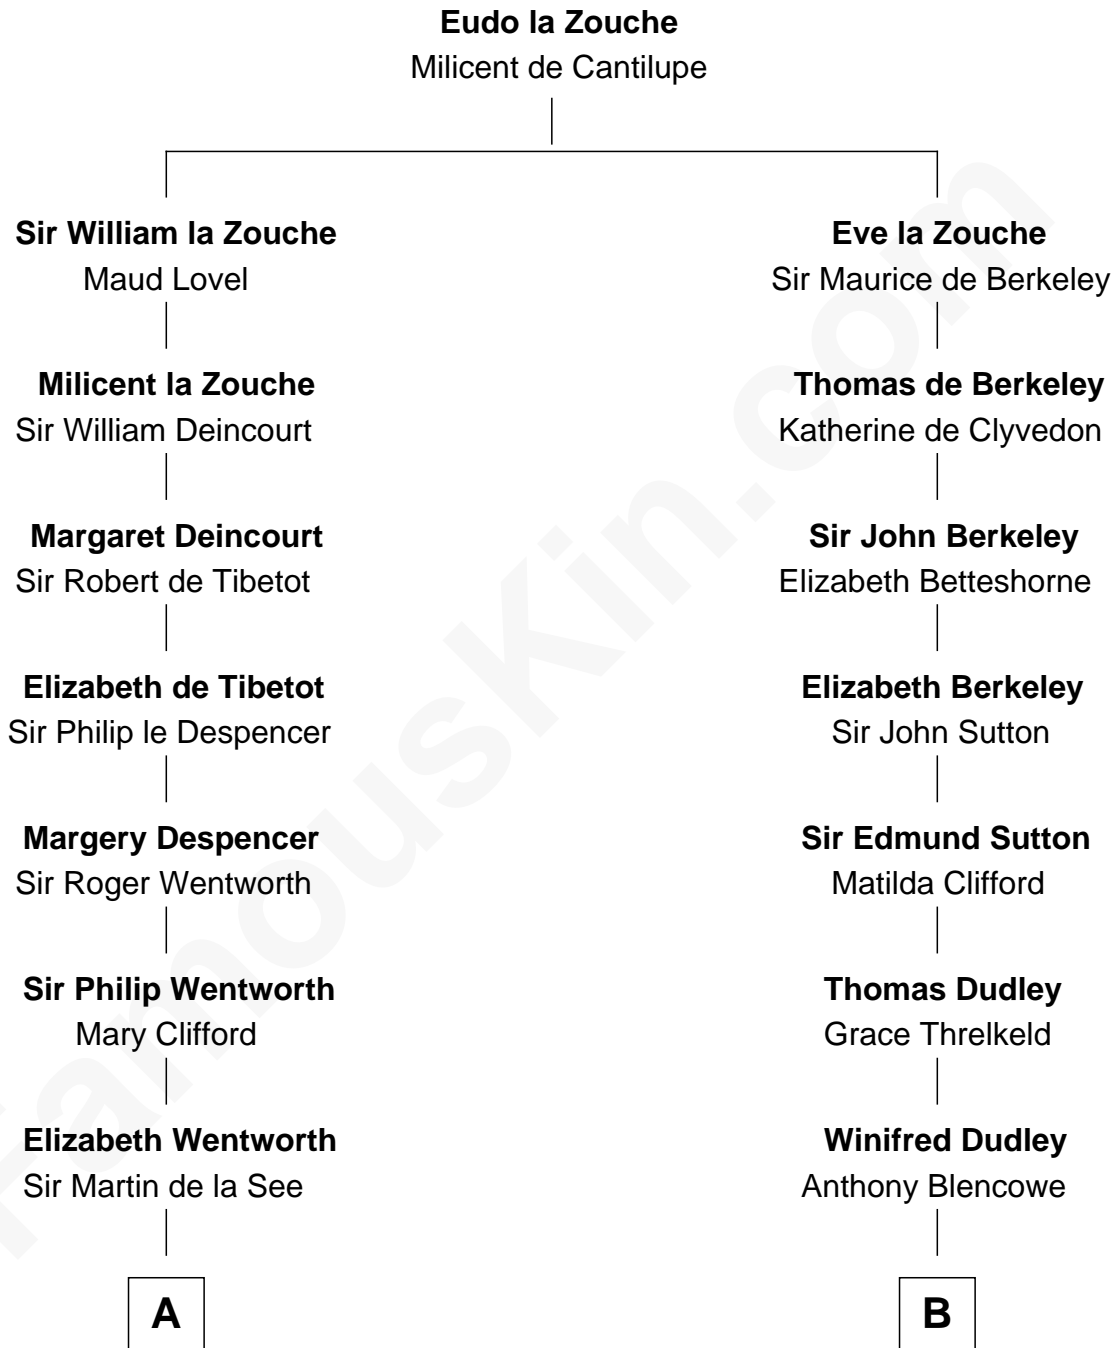 Eudo la Zouche
Milicent de Cantilupe
Sir William la Zouche
Maud Lovel
Milicent la Zouche
Sir William Deincourt
Margaret Deincourt
Sir Robert de Tibetot
Elizabeth de Tibetot
Sir Philip le Despencer
Margery Despencer
Sir Roger Wentworth
Sir Philip Wentworth
Mary Clifford
Elizabeth Wentworth
Sir Martin de la See
A
Eve la Zouche
Sir Maurice de Berkeley
Thomas de Berkeley
Katherine de Clyvedon
Sir John Berkeley
Elizabeth Betteshorne
Elizabeth Berkeley
Sir John Sutton
Sir Edmund Sutton
Matilda Clifford
Thomas Dudley
Grace Threlkeld
Winifred Dudley
Anthony Blencowe
B
FamousKin.com